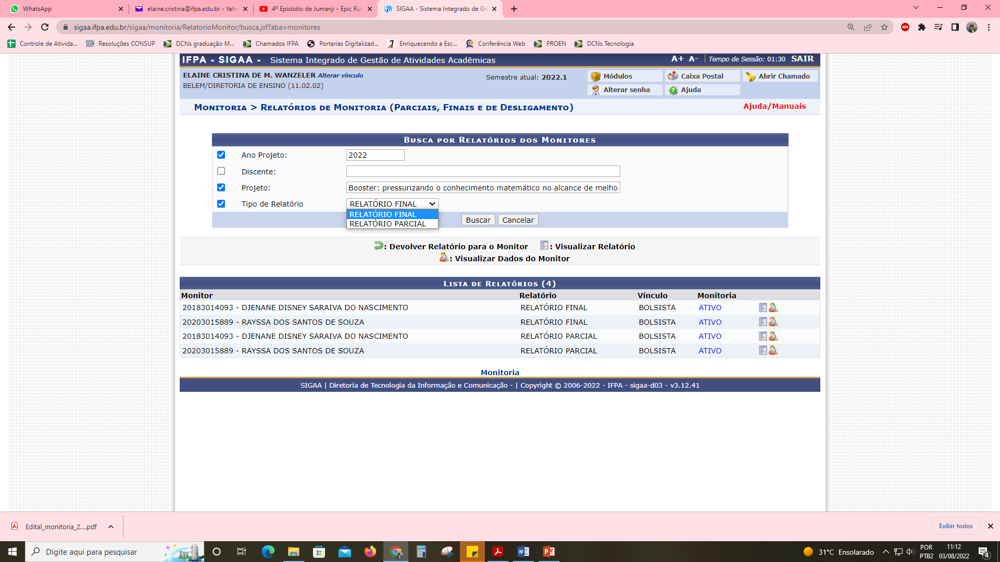 WhatsApp
elaine.cristina@ifpa.edu.br - Yaho
4º Episódio de Jumanji - Epic Ru
SIGAA - Sistema Integrado de Ge
sigaa.ifpa.edu.br/sigaa/monitoria/RelatorioMonitor/busca.jsf?aba=monitores
Controle de Ativida...
Resoluções CONSUP
DCNs graduação M...
Chamados IFPA
Portarias Digitalizad...
Enriquecendo a Esc...
Conferência Web
PROEN
DCNs Tecnologia
IFPA - SIGAA - Sistema Integrado de Gestão de Atividades Acadêmicas
A+ A- Tempo de Sessão: 01:30 SAIR
ELAINE CRISTINA DE M. WANZELER Alterar vínculo
BELEM/DIRETORIA DE ENSINO (11.02.02)
Semestre atual: 2022.1
Módulos
Caixa Postal
Abrir Chamado
Alterar senha
Ajuda
Monitoria > Relatórios de Monitoria (Parciais, Finais e de Desligamento)
Ajuda/Manuais
Busca por Relatórios dos Monitores
Ano Projeto: 2022
Discente:
Projeto: Booster: pressurizando o conhecimento matemático no alcance de melho
Tipo de Relatório RELATÓRIO FINAL
RELATÓRIO FINAL
RELATÓRIO PARCIAL
Buscar Cancelar
: Devolver Relatório para o Monitor : Visualizar Relatório
: Visualizar Dados do Monitor
Lista de Relatórios (4)
Monitor Relatório Vínculo Monitoria
20183014093 - DJENANE DISNEY SARAIVA DO NASCIMENTO RELATÓRIO FINAL BOLSISTA ATIVO
20203015889 - RAYSSA DOS SANTOS DE SOUZA RELATÓRIO FINAL BOLSISTA ATIVO
20183014093 - DJENANE DISNEY SARAIVA DO NASCIMENTO RELATÓRIO PARCIAL BOLSISTA ATIVO
20203015889 - RAYSSA DOS SANTOS DE SOUZA RELATÓRIO PARCIAL BOLSISTA ATIVO
Monitoria
SIGAA | Diretoria de Tecnologia da Informação e Comunicação - | Copyright © 2006-2022 - IFPA - sigaa-d03 - v3.12.41
Edital_monitoria_2....pdf
Exibir todos
Digite aqui para pesquisar
31°C Ensolarado
POR
PTB2
11:12
03/08/2022
4